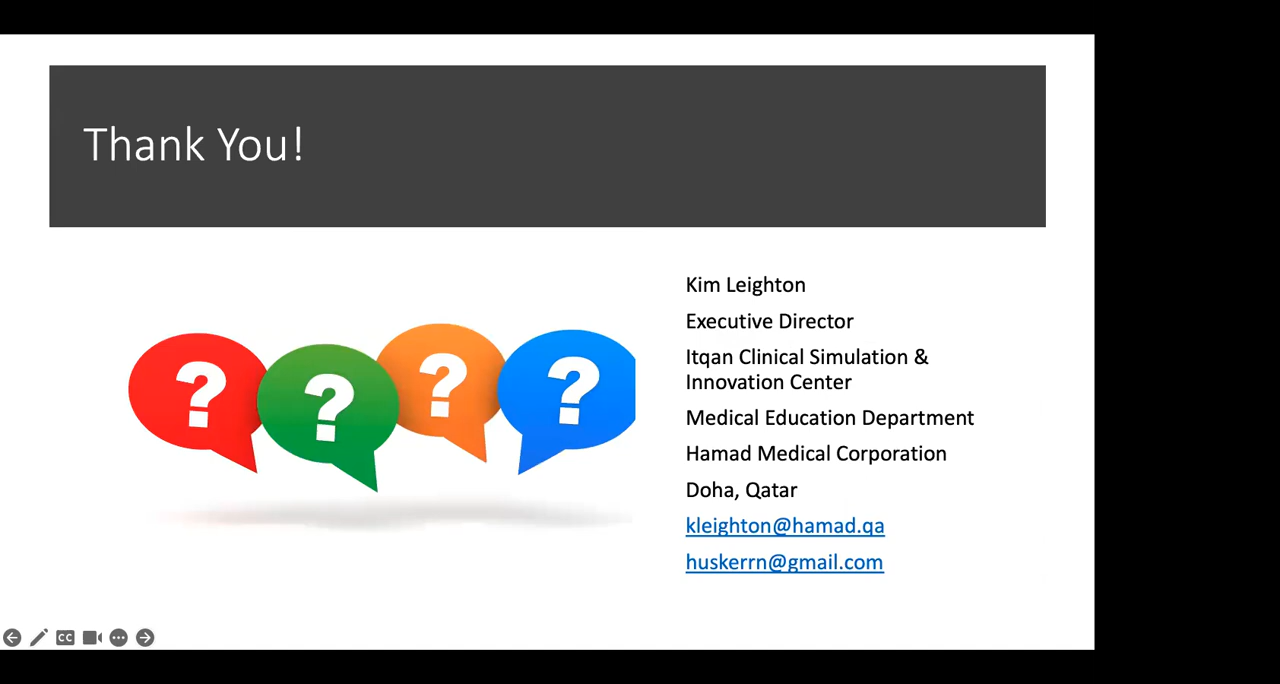 Thank You!
?
?
?
?
Kim Leighton
Executive Director
Itqan Clinical Simulation &
Innovation Center
Medical Education Department
Hamad Medical Corporation
Doha, Qatar
kleighton@hamad.qa
huskerrn@gmail.com
CC